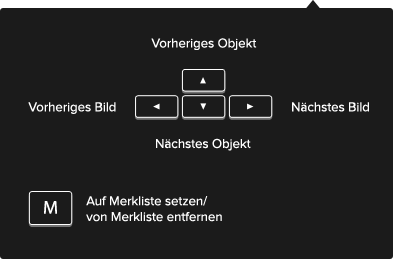 Vorheriges Objekt
▲
Vorheriges Bild ◄ ▼ ► Nächstes Bild
Nächstes Objekt
M Auf Merkliste setzen/
von Merkliste entfernen